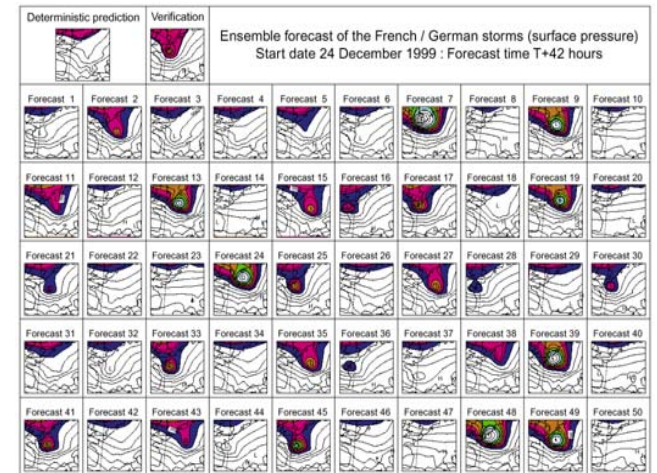 Deterministic prediction
Verification
Ensemble forecast of the French / German storms (surface pressure)
Start date 24 December 1999 : Forecast time T+42 hours
Forecast 1 Forecast 2 Forecast 3 Forecast 4 Forecast 5 Forecast 6 Forecast 7 Forecast 8 Forecast 9 Forecast 10
Forecast 11 Forecast 12 Forecast 13 Forecast 14 Forecast 15 Forecast 16 Forecast 17 Forecast 18 Forecast 19 Forecast 20
Forecast 21 Forecast 22 Forecast 23 Forecast 24 Forecast 25 Forecast 26 Forecast 27 Forecast 28 Forecast 29 Forecast 30
Forecast 31 Forecast 32 Forecast 33 Forecast 34 Forecast 35 Forecast 36 Forecast 37 Forecast 38 Forecast 39 Forecast 40
Forecast 41 Forecast 42 Forecast 43 Forecast 44 Forecast 45 Forecast 46 Forecast 47 Forecast 48 Forecast 49 Forecast 50